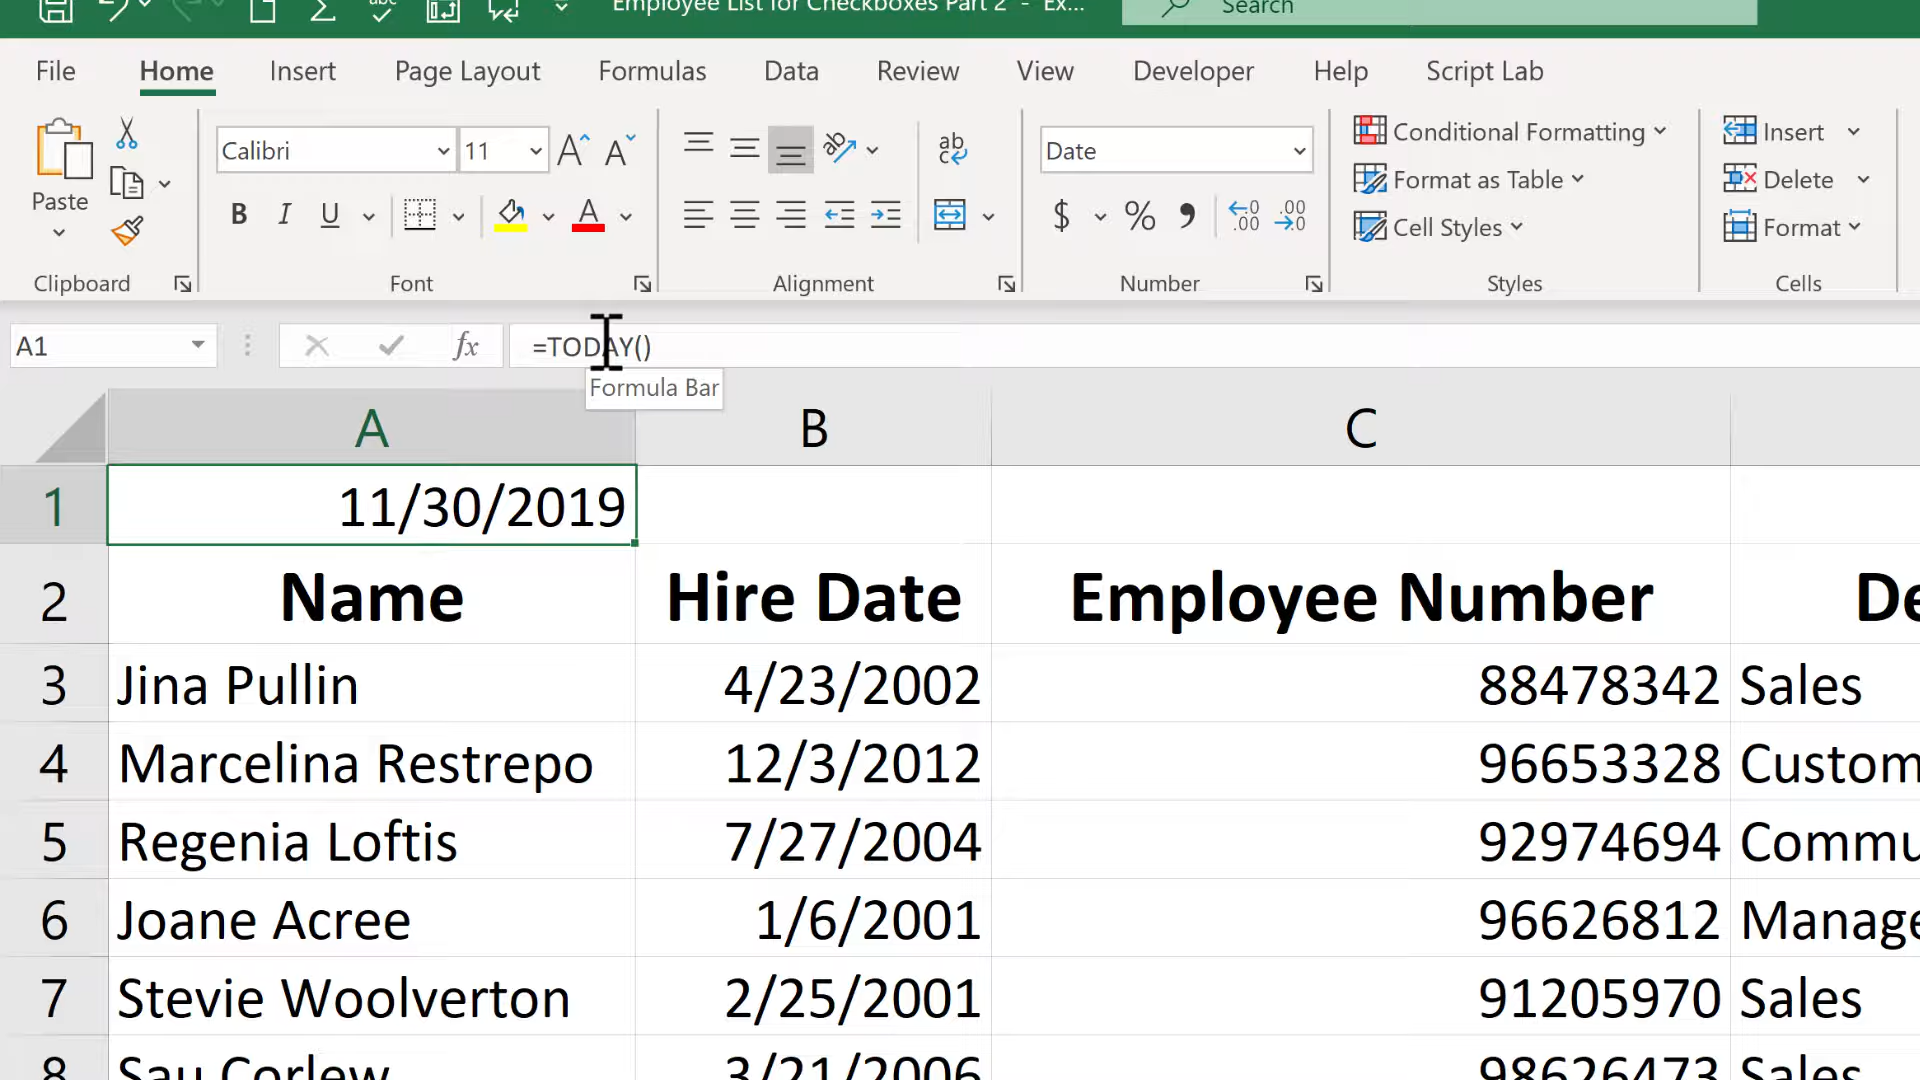 Employee List for Checkboxes Part 2 - Ex...
Search
File Home Insert Page Layout Formulas Data Review View Developer Help Script Lab
Paste
Calibri 11
ab
Date
Conditional Formatting
Format as Table
Cell Styles
Insert
Delete
Format
B I U A
$ % , .00 .00
Clipboard Font Alignment Number Styles Cells
A1 fx =TODAY()
Formula Bar
A B C
1 11/30/2019
2 Name Hire Date Employee Number
3 Jina Pullin 4/23/2002 88478342 Sales
4 Marcelina Restrepo 12/3/2012 96653328 Custom
5 Regenia Loftis 7/27/2004 92974694 Commu
6 Joane Acree 1/6/2001 96626812 Manage
7 Stevie Woolverton 2/25/2001 91205970 Sales
8 Sau Corlew 3/21/2006 98626473 Sales